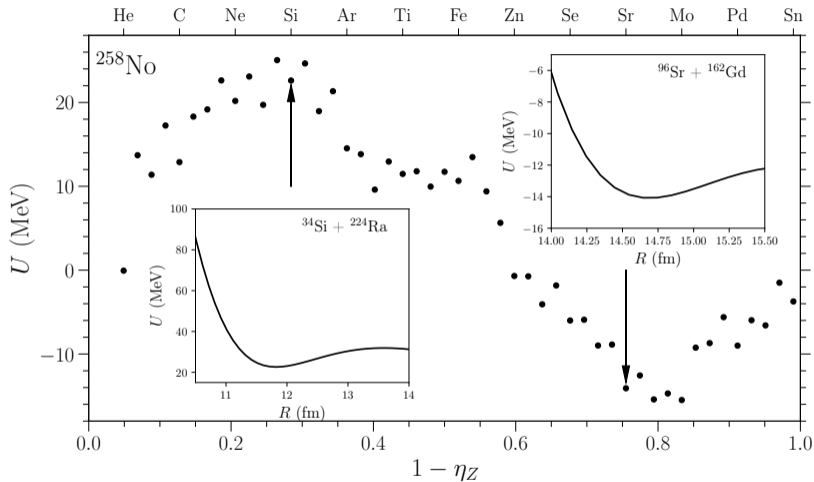 He C Ne Si Ar Ti Fe Zn Se Sr Mo Pd Sn
²⁵⁸No
U (MeV)
20
10
0
−10
0.0 0.2 0.4 0.6 0.8 1.0
1 − η_Z
³⁴Si + ²²⁴Ra
U (MeV)
100
80
60
40
20
11 12 13 14
R (fm)
⁹⁶Sr + ¹⁶²Gd
U (MeV)
−6
−8
−10
−12
−14
−16
14.00 14.25 14.50 14.75 15.00 15.25 15.50
R (fm)